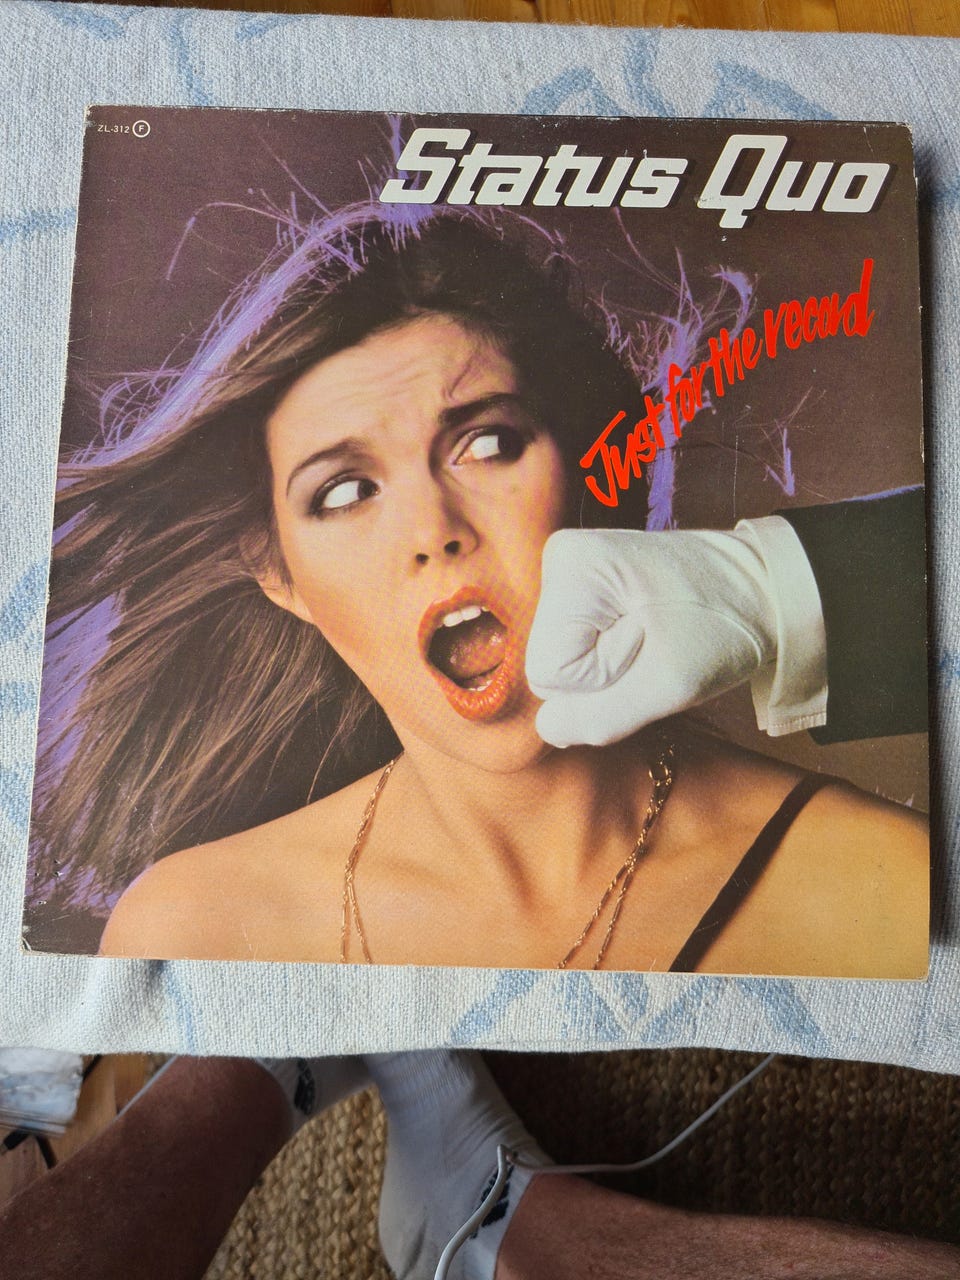 ZL-312 F
Status Quo
Just for the record